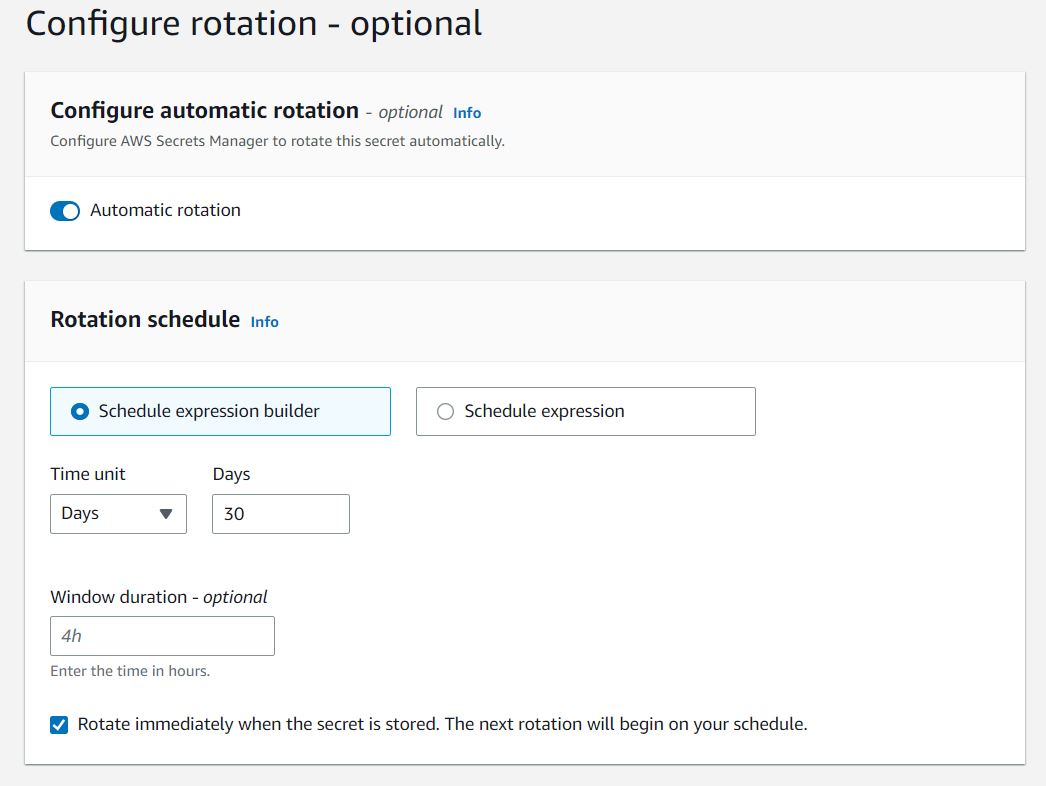 Configure rotation - optional
Configure automatic rotation - optional Info
Configure AWS Secrets Manager to rotate this secret automatically.
Automatic rotation
Rotation schedule Info
Schedule expression builder Schedule expression
Time unit Days
Days 30
Window duration - optional
4h
Enter the time in hours.
Rotate immediately when the secret is stored. The next rotation will begin on your schedule.